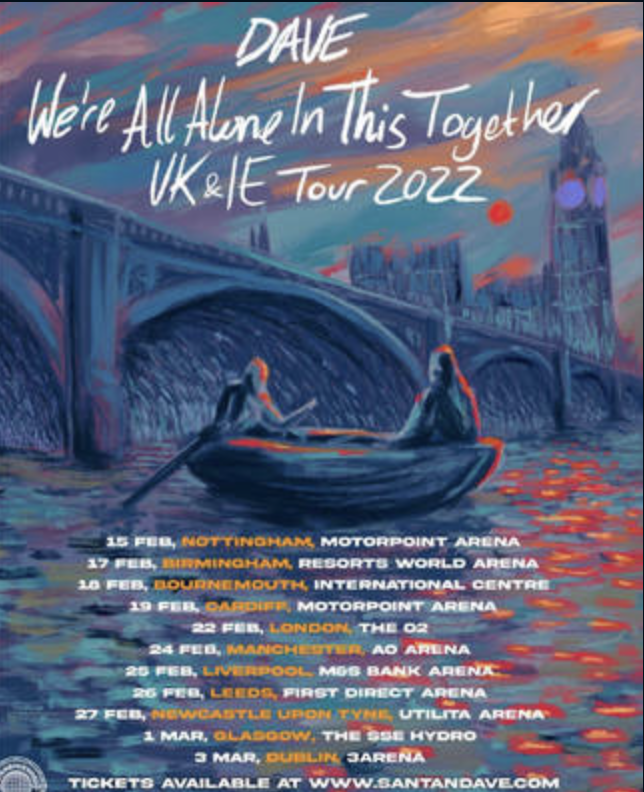 DAVE
We're All Alone In This Together
UK & IE Tour 2022
15 FEB, NOTTINGHAM, MOTORPOINT ARENA
17 FEB, BIRMINGHAM, RESORTS WORLD ARENA
18 FEB, BOURNEMOUTH, INTERNATIONAL CENTRE
19 FEB, CARDIFF, MOTORPOINT ARENA
22 FEB, LONDON, THE O2
24 FEB, MANCHESTER, AO ARENA
25 FEB, LIVERPOOL, M&S BANK ARENA
26 FEB, LEEDS, FIRST DIRECT ARENA
27 FEB, NEWCASTLE UPON TYNE, UTILITA ARENA
1 MAR, GLASGOW, THE SSE HYDRO
3 MAR, DUBLIN, 3ARENA
TICKETS AVAILABLE AT WWW.SANTANDAVE.COM